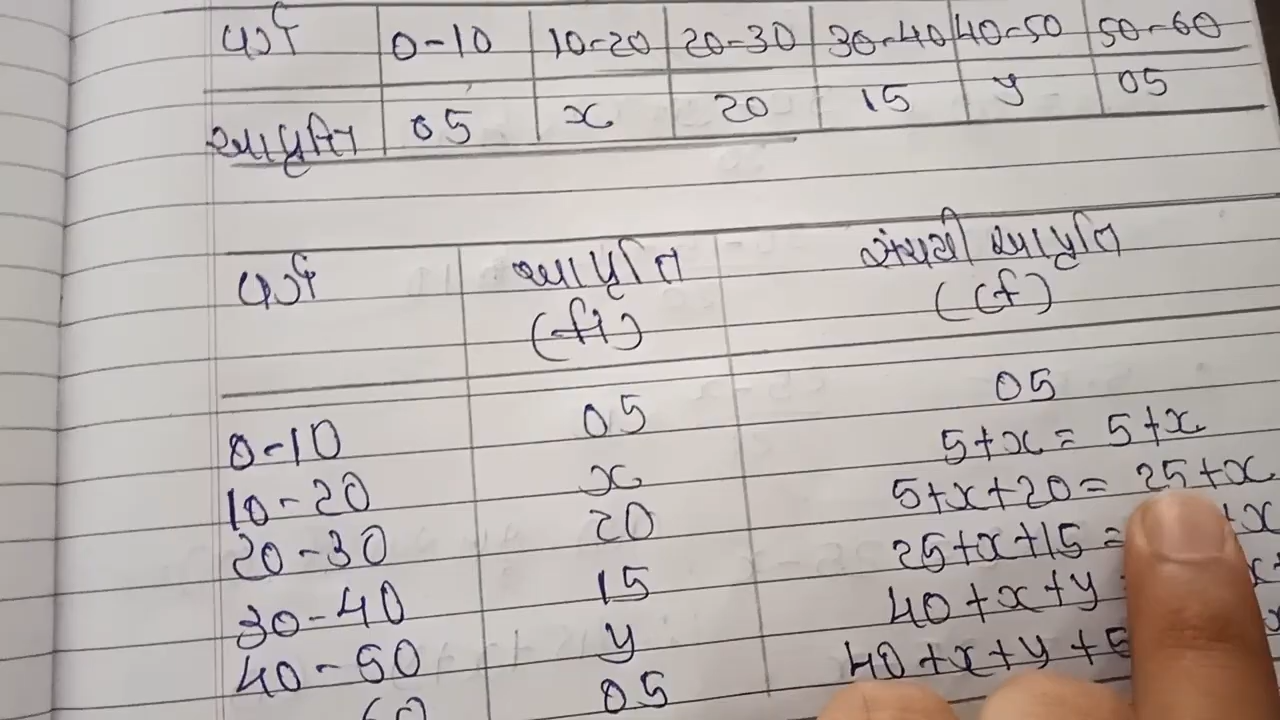 વર્ગ 0-10 10-20 20-30 30-40 40-50 50-60
આવૃત્તિ 05 x 20 15 y 05
વર્ગ આવૃત્તિ સંચયી આવૃત્તિ
(fi) (cf)
0-10 05 05
10-20 x 5+x= 5+x
20-30 20 5+x+20= 25+x
30-40 15 25+x+15= +x
40-50 y 40+x+y
60 05 40+x+y+5